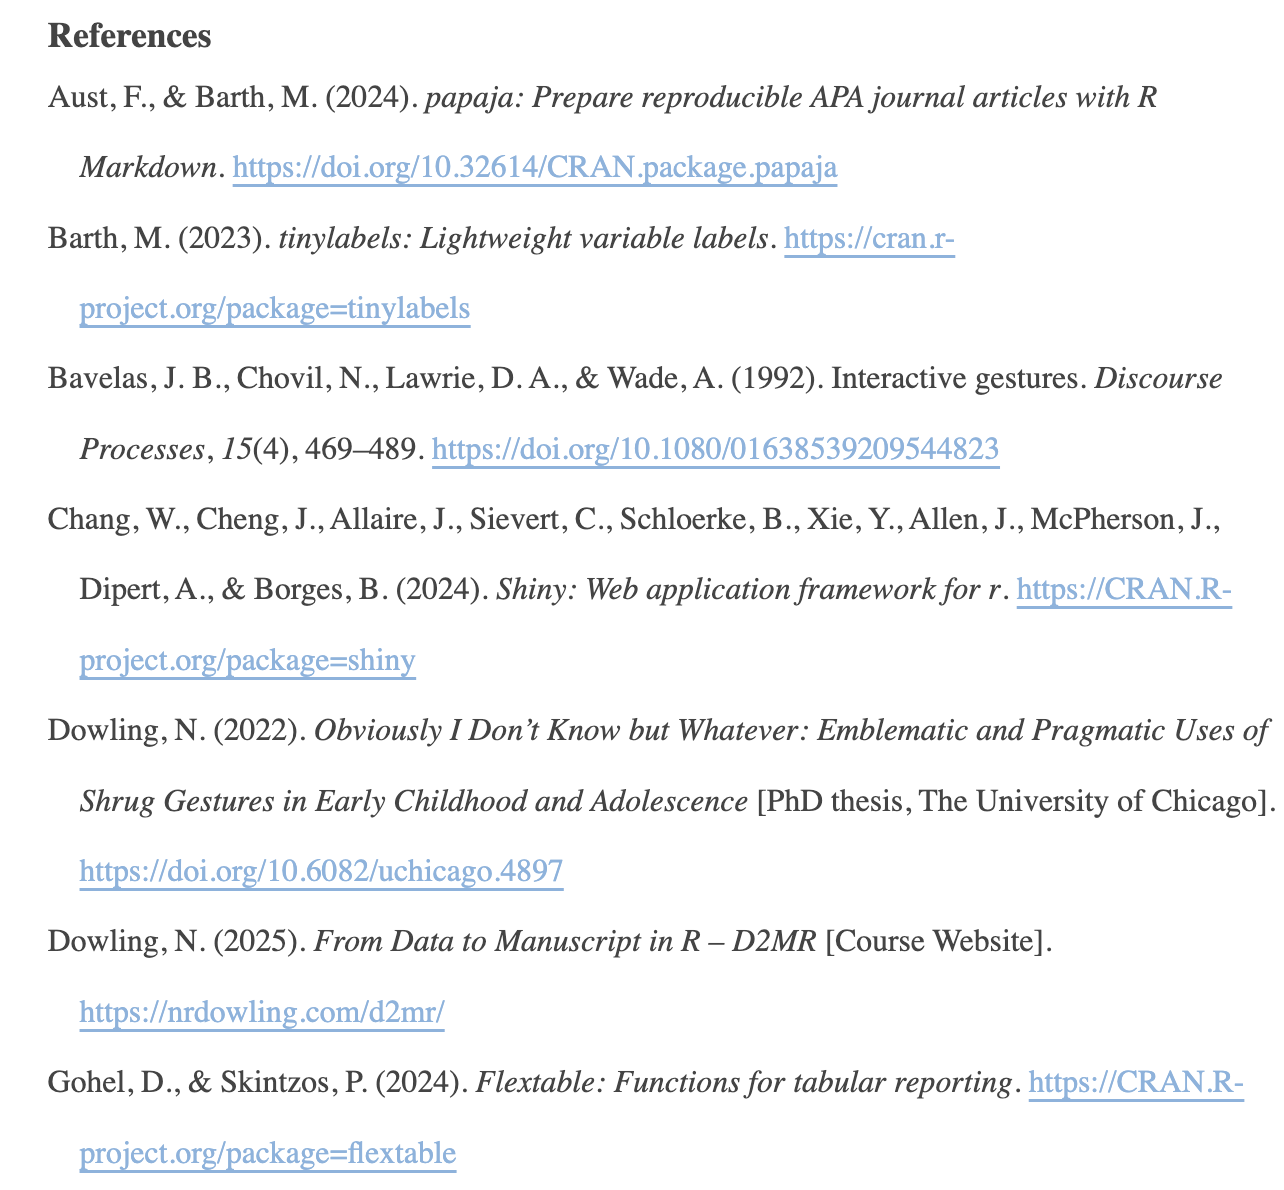 References
Aust, F., & Barth, M. (2024). papaja: Prepare reproducible APA journal articles with R
Markdown. https://doi.org/10.32614/CRAN.package.papaja
Barth, M. (2023). tinylabels: Lightweight variable labels. https://cran.r-
project.org/package=tinylabels
Bavelas, J. B., Chovil, N., Lawrie, D. A., & Wade, A. (1992). Interactive gestures. Discourse
Processes, 15(4), 469–489. https://doi.org/10.1080/01638539209544823
Chang, W., Cheng, J., Allaire, J., Sievert, C., Schloerke, B., Xie, Y., Allen, J., McPherson, J.,
Dipert, A., & Borges, B. (2024). Shiny: Web application framework for r. https://CRAN.R-
project.org/package=shiny
Dowling, N. (2022). Obviously I Don’t Know but Whatever: Emblematic and Pragmatic Uses of
Shrug Gestures in Early Childhood and Adolescence [PhD thesis, The University of Chicago].
https://doi.org/10.6082/uchicago.4897
Dowling, N. (2025). From Data to Manuscript in R – D2MR [Course Website].
https://nrdowling.com/d2mr/
Gohel, D., & Skintzos, P. (2024). Flextable: Functions for tabular reporting. https://CRAN.R-
project.org/package=flextable